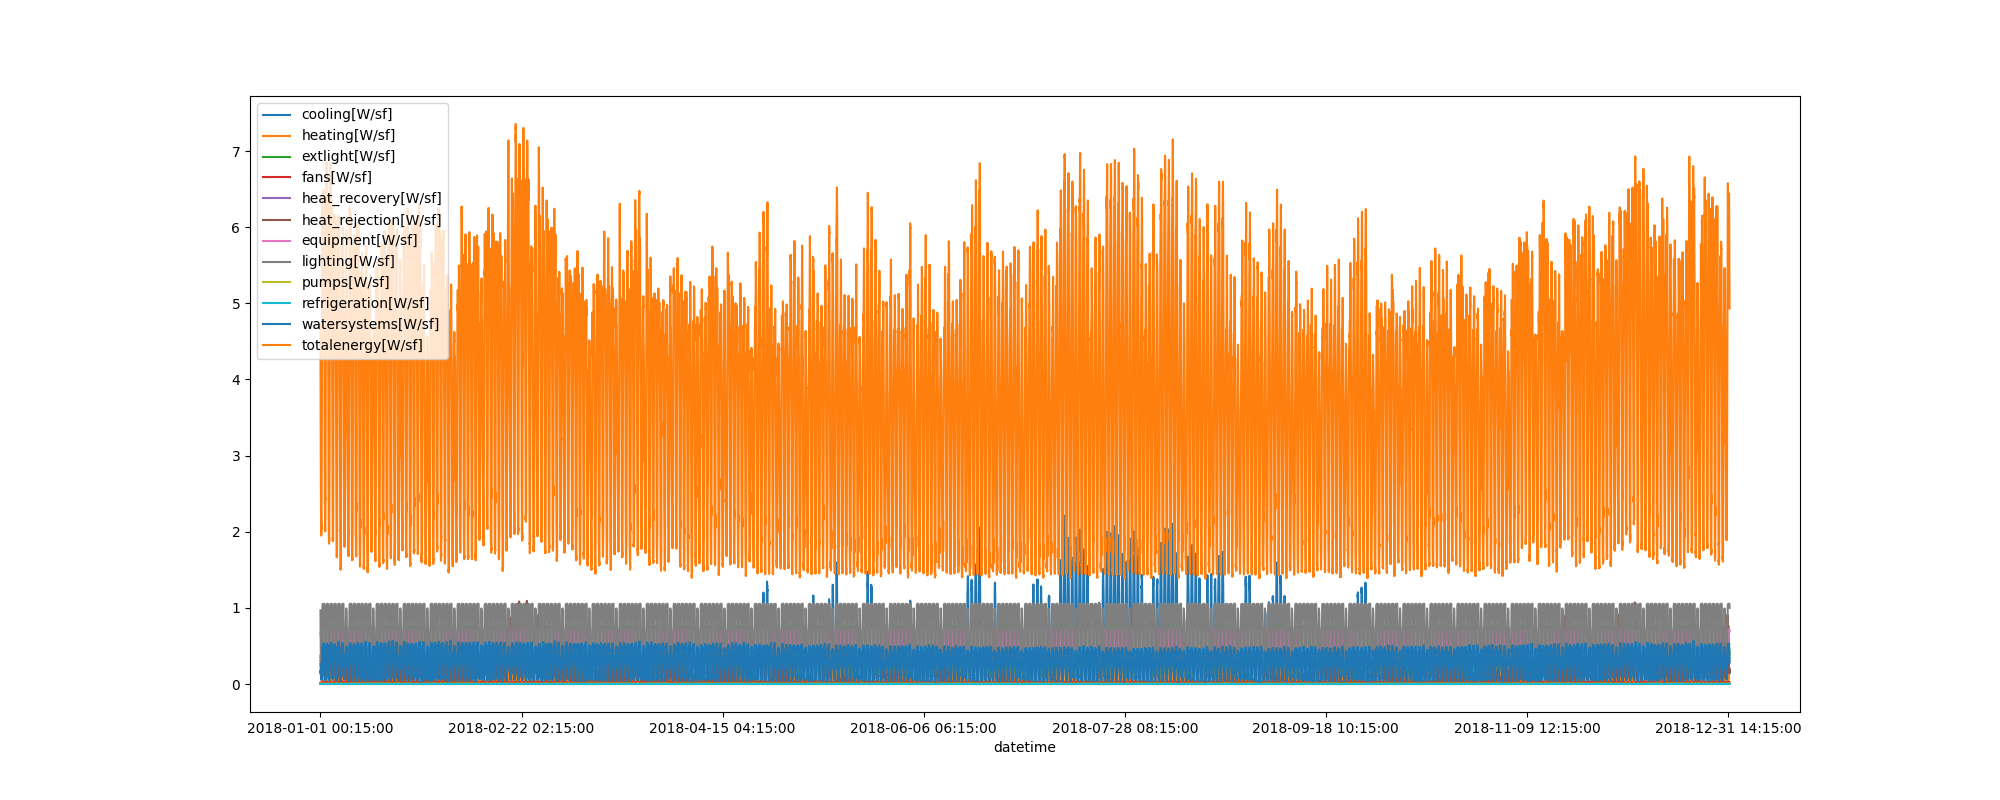 cooling[W/sf]
heating[W/sf]
extlight[W/sf]
fans[W/sf]
heat_recovery[W/sf]
heat_rejection[W/sf]
equipment[W/sf]
lighting[W/sf]
pumps[W/sf]
refrigeration[W/sf]
watersystems[W/sf]
totalenergy[W/sf]
7
6
5
4
3
2
1
0
2018-01-01 00:15:00 2018-02-22 02:15:00 2018-04-15 04:15:00 2018-06-06 06:15:00 2018-07-28 08:15:00 2018-09-18 10:15:00 2018-11-09 12:15:00 2018-12-31 14:15:00
datetime